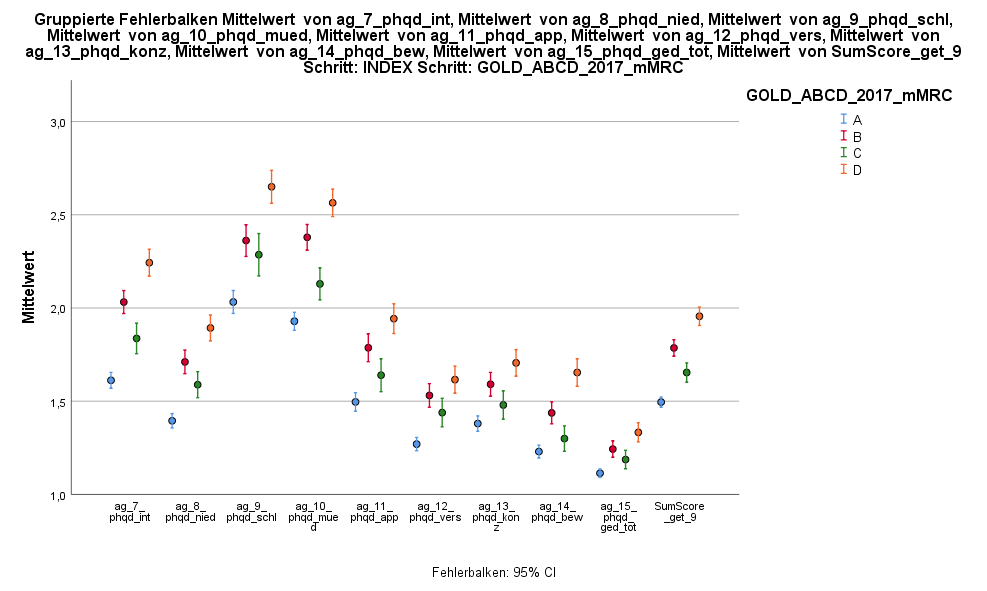 Gruppierte Fehlerbalken Mittelwert von ag_7_phqd_int, Mittelwert von ag_8_phqd_nied, Mittelwert von ag_9_phqd_schl,
Mittelwert von ag_10_phqd_mued, Mittelwert von ag_11_phqd_app, Mittelwert von ag_12_phqd_vers, Mittelwert von
ag_13_phqd_konz, Mittelwert von ag_14_phqd_bew, Mittelwert von ag_15_phqd_ged_tot, Mittelwert von SumScore_get_9
Schritt: INDEX Schritt: GOLD_ABCD_2017_mMRC
GOLD_ABCD_2017_mMRC
A
B
C
D
Mittelwert
3,0
2,5
2,0
1,5
1,0
ag_7_
phqd_int
ag_8_
phqd_nied
ag_9_
phqd_schl
ag_10_
phqd_mue
d
ag_11_
phqd_app
ag_12_
phqd_vers
ag_13_
phqd_kon
z
ag_14_
phqd_bew
ag_15_
phqd_
ged_tot
SumScore
_get_9
Fehlerbalken: 95% CI